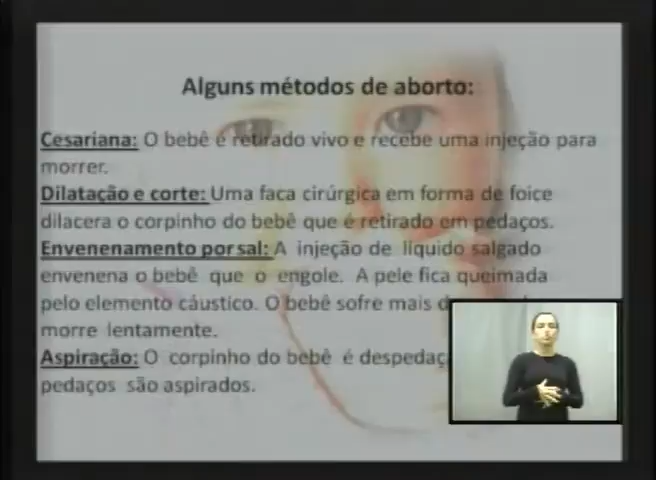 Alguns métodos de aborto:
Cesariana: O bebê é retirado vivo e recebe uma injeção para
morrer.
Dilatação e corte: Uma faca cirúrgica em forma de foice
dilacera o corpinho do bebê que é retirado em pedaços.
Envenenamento por sal: A injeção de líquido salgado
envenena o bebê que o engole. A pele fica queimada
pelo elemento cáustico. O bebê sofre mais
morre lentamente.
Aspiração: O corpinho do bebê é
pedaços são aspirados.